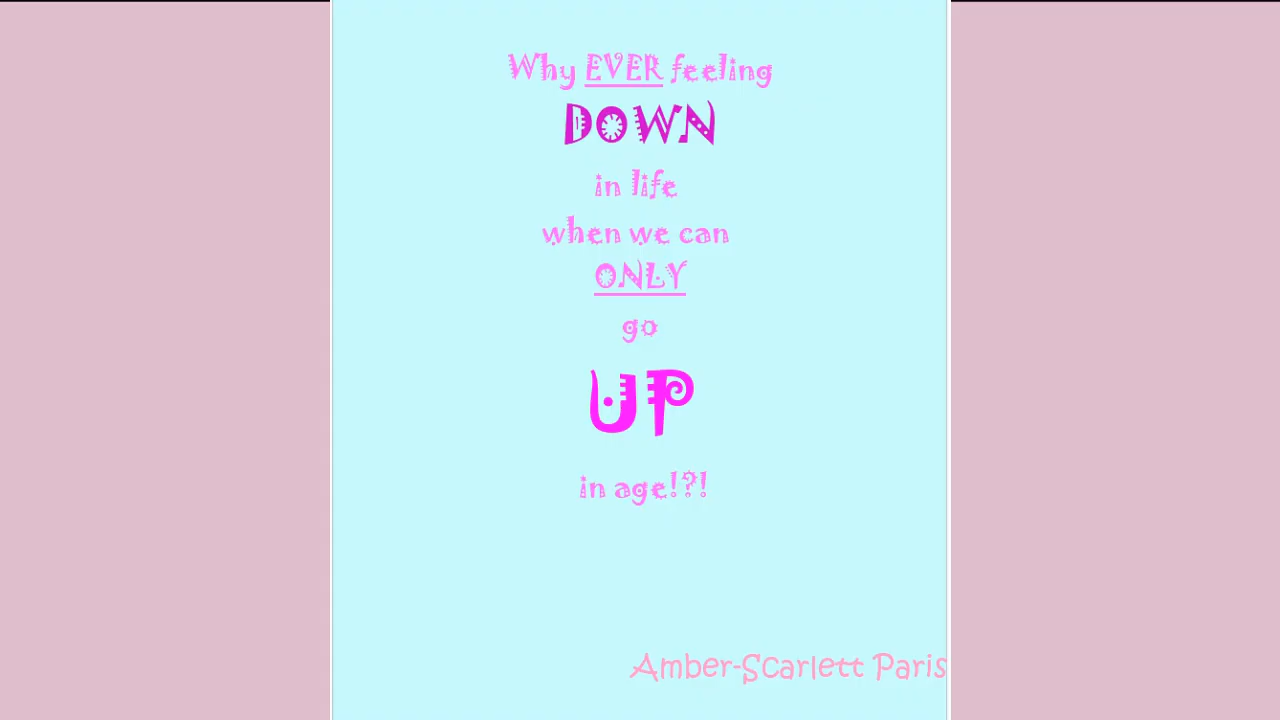 Why EVER feeling
DOWN
in life
when we can
ONLY
go
UP
in age!?!
Amber-Scarlett Paris